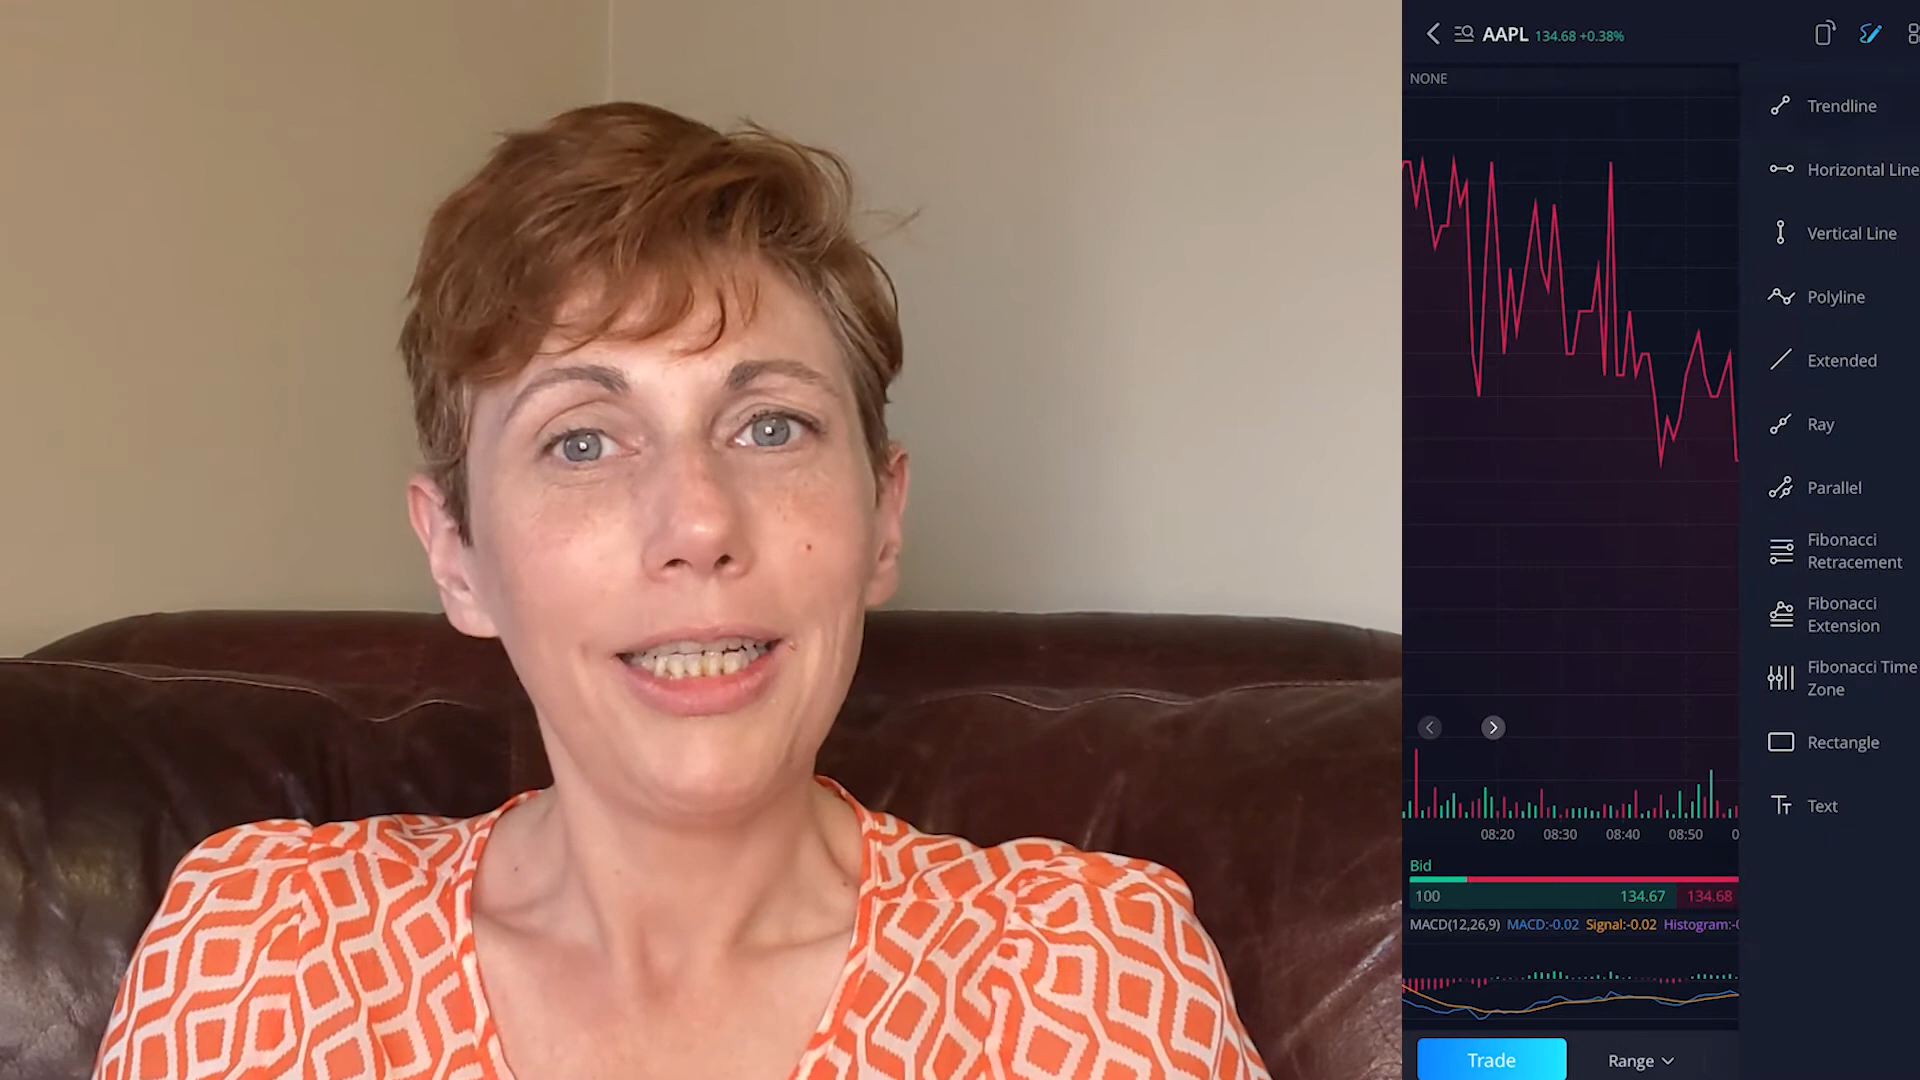 AAPL 134.68 +0.38%
NONE
Trendline
Horizontal Line
Vertical Line
Polyline
Extended
Ray
Parallel
Fibonacci
Retracement
Fibonacci
Extension
Fibonacci Time
Zone
Rectangle
Text
08:20 08:30 08:40 08:50 0
Bid
100 134.67 134.68
MACD(12,26,9) MACD:-0.02 Signal:-0.02 Histogram:-0
Trade Range